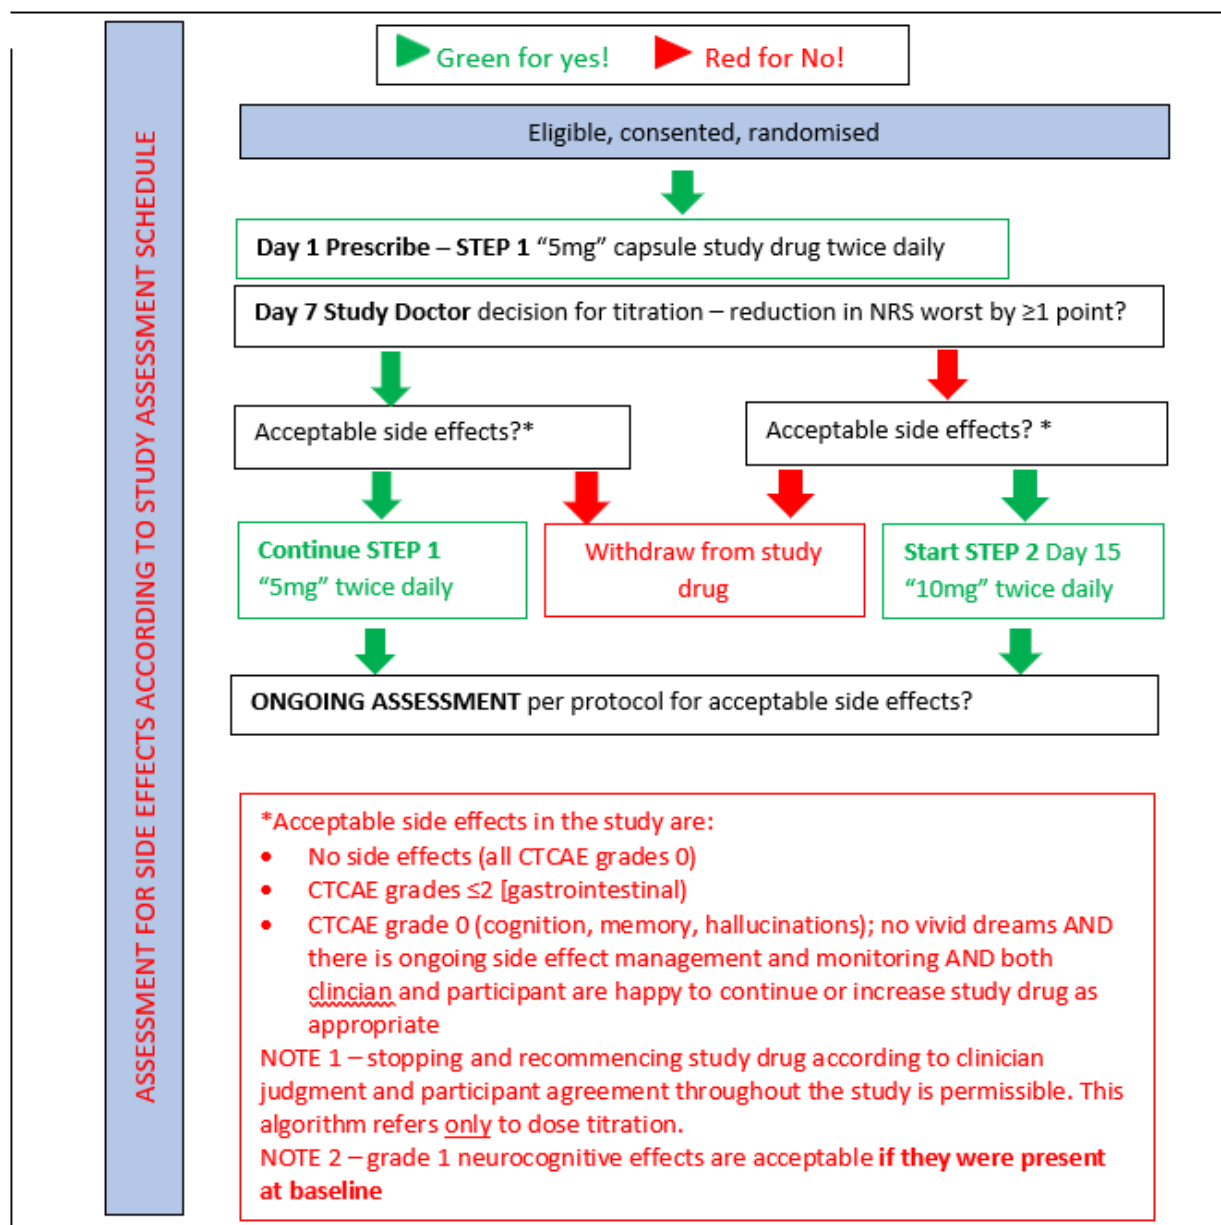 Green for yes! Red for No!
ASSESSMENT FOR SIDE EFFECTS ACCORDING TO STUDY ASSESSMENT SCHEDULE
Eligible, consented, randomised
Day 1 Prescribe – STEP 1 “5mg” capsule study drug twice daily
Day 7 Study Doctor decision for titration – reduction in NRS worst by ≥1 point?
Acceptable side effects?*
Acceptable side effects? *
Continue STEP 1
“5mg” twice daily
Withdraw from study
drug
Start STEP 2 Day 15
“10mg” twice daily
ONGOING ASSESSMENT per protocol for acceptable side effects?
*Acceptable side effects in the study are:
• No side effects (all CTCAE grades 0)
• CTCAE grades ≤2 [gastrointestinal)
• CTCAE grade 0 (cognition, memory, hallucinations); no vivid dreams AND
there is ongoing side effect management and monitoring AND both
clincian and participant are happy to continue or increase study drug as
appropriate
NOTE 1 – stopping and recommencing study drug according to clinician
judgment and participant agreement throughout the study is permissible. This
algorithm refers only to dose titration.
NOTE 2 – grade 1 neurocognitive effects are acceptable if they were present
at baseline